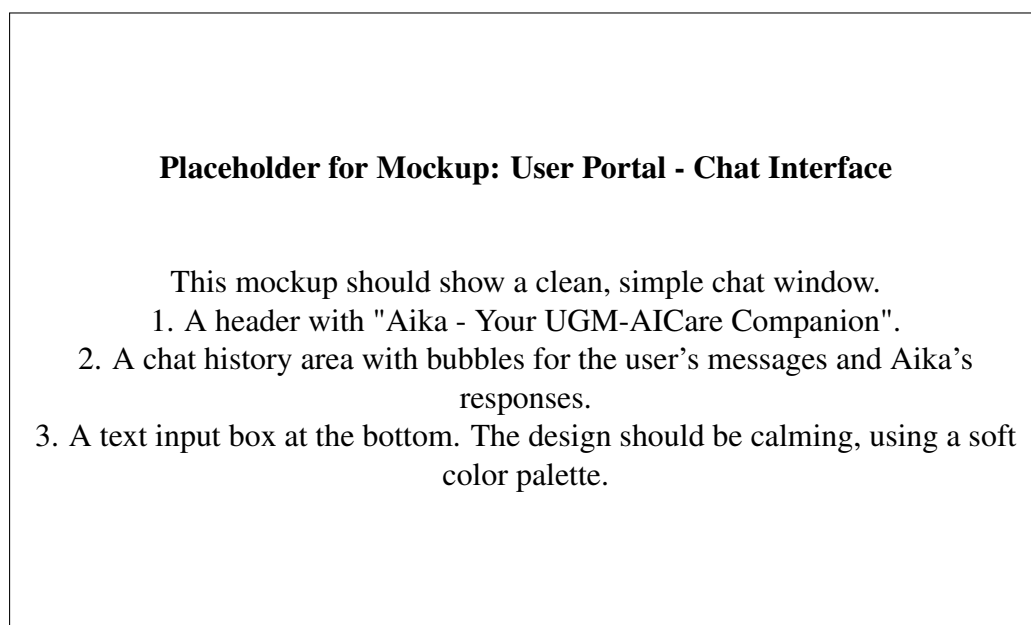 Placeholder for Mockup: User Portal - Chat Interface
This mockup should show a clean, simple chat window.
1. A header with "Aika - Your UGM-AICare Companion".
2. A chat history area with bubbles for the user's messages and Aika's
responses.
3. A text input box at the bottom. The design should be calming, using a soft
color palette.